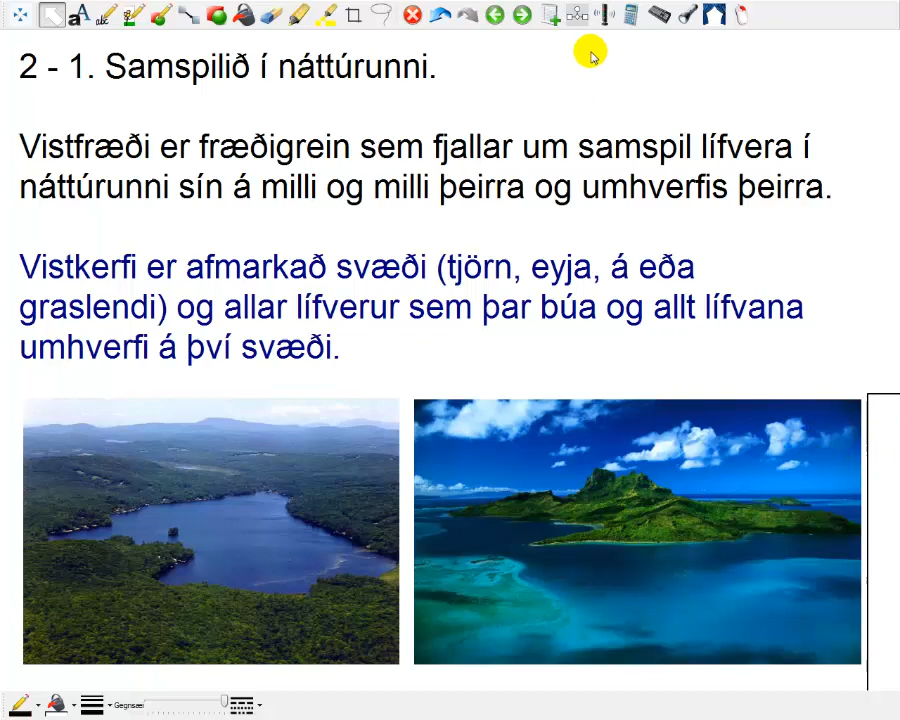 2 - 1. Samspilið í náttúrunni.
Vistfræði er fræðigrein sem fjallar um samspil lífvera í
náttúrunni sín á milli og milli þeirra og umhverfis þeirra.
Vistkerfi er afmarkað svæði (tjörn, eyja, á eða
graslendi) og allar lífverur sem þar búa og allt lífvana
umhverfi á því svæði.
Gegnsæi